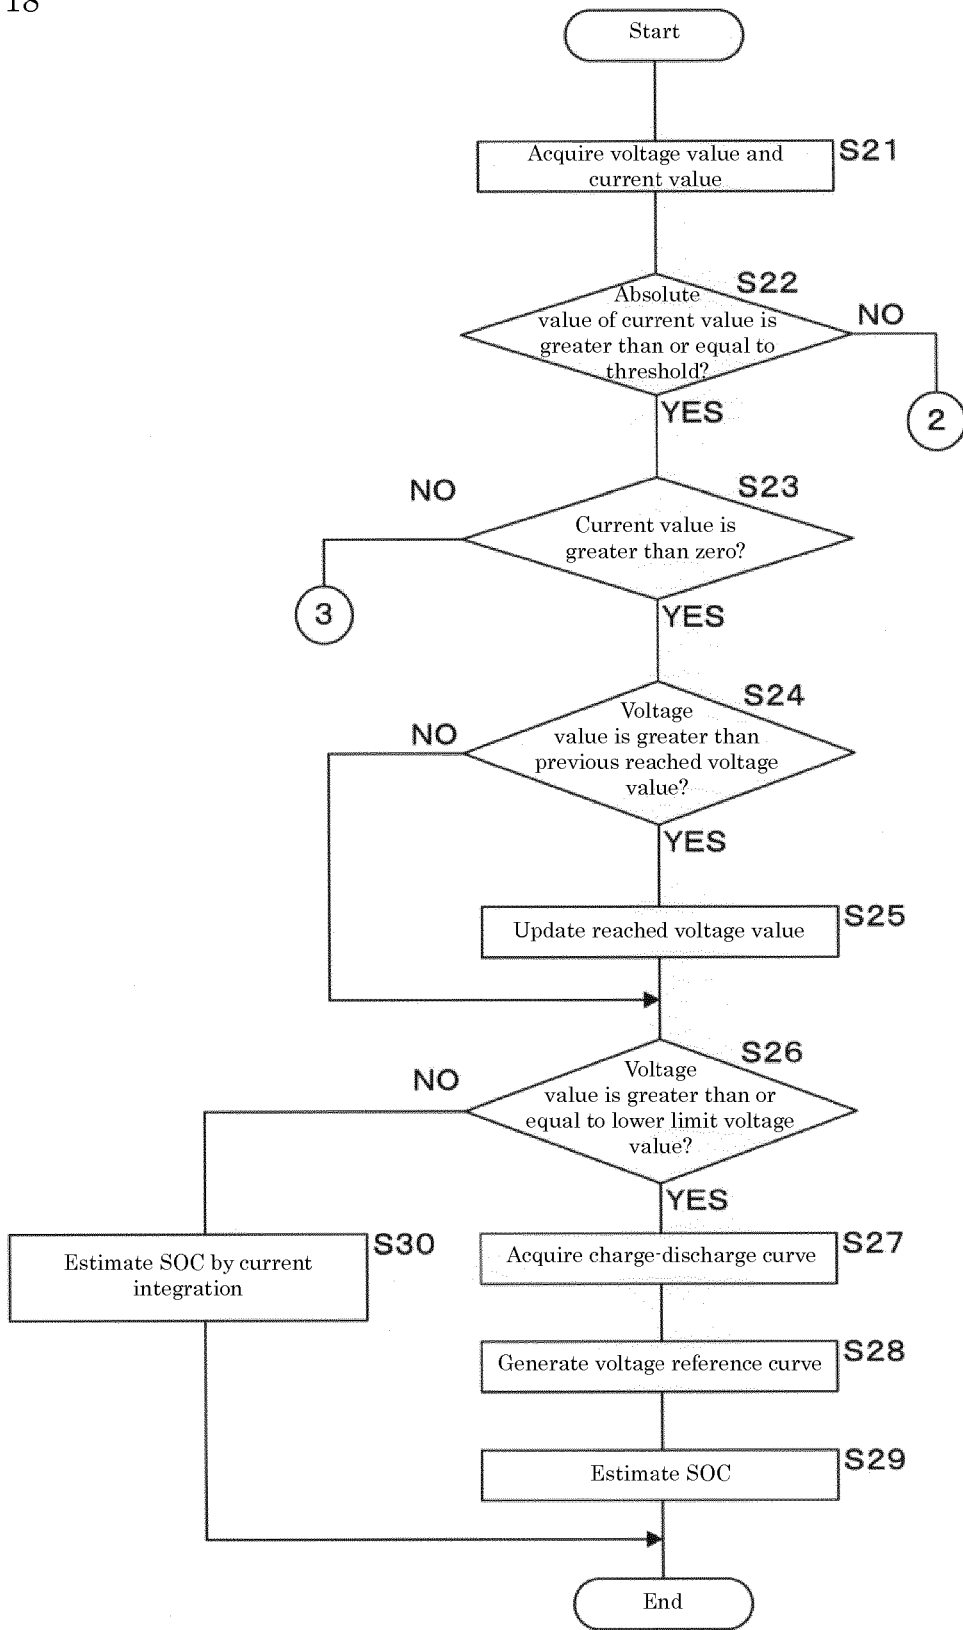 18
Start
Acquire voltage value and
current value
S21
S22
Absolute
value of current value is
greater than or equal to
threshold?
NO
2
YES
S23
NO
Current value is
greater than zero?
3
YES
S24
NO
Voltage
value is greater than
previous reached voltage
value?
YES
Update reached voltage value
S25
S26
NO
Voltage
value is greater than or
equal to lower limit voltage
value?
YES
Estimate SOC by current
integration
S30
Acquire charge-discharge curve
S27
Generate voltage reference curve
S28
Estimate SOC
S29
End